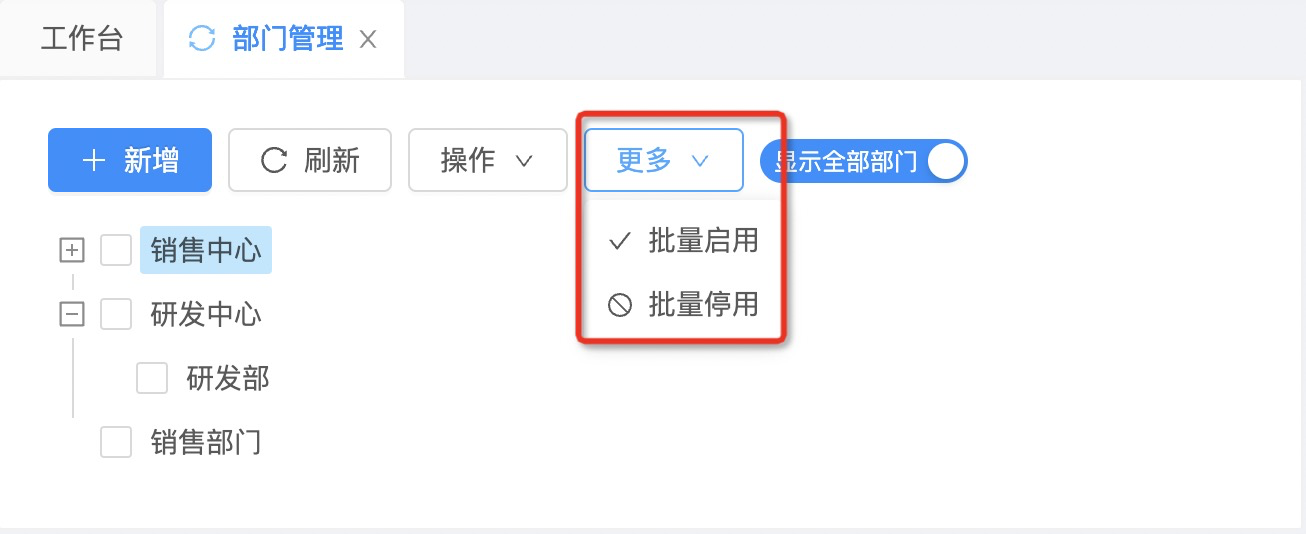 工作台 部门管理
新增 刷新 操作 更多 显示全部部门
销售中心 批量启用
研发中心 批量停用
研发部
销售部门